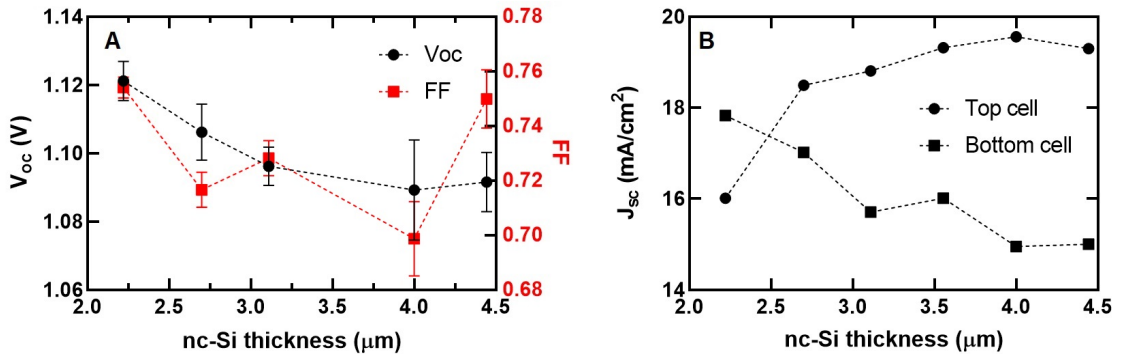 A
Voc
FF
1.14
1.12
1.10
1.08
1.06
V_OC (V)
0.78
0.76
0.74
0.72
0.70
0.68
FF
2.0 2.5 3.0 3.5 4.0 4.5
nc-Si thickness (μm)
B
Top cell
Bottom cell
20
18
16
14
J_SC (mA/cm²)
2.0 2.5 3.0 3.5 4.0 4.5
nc-Si thickness (μm)